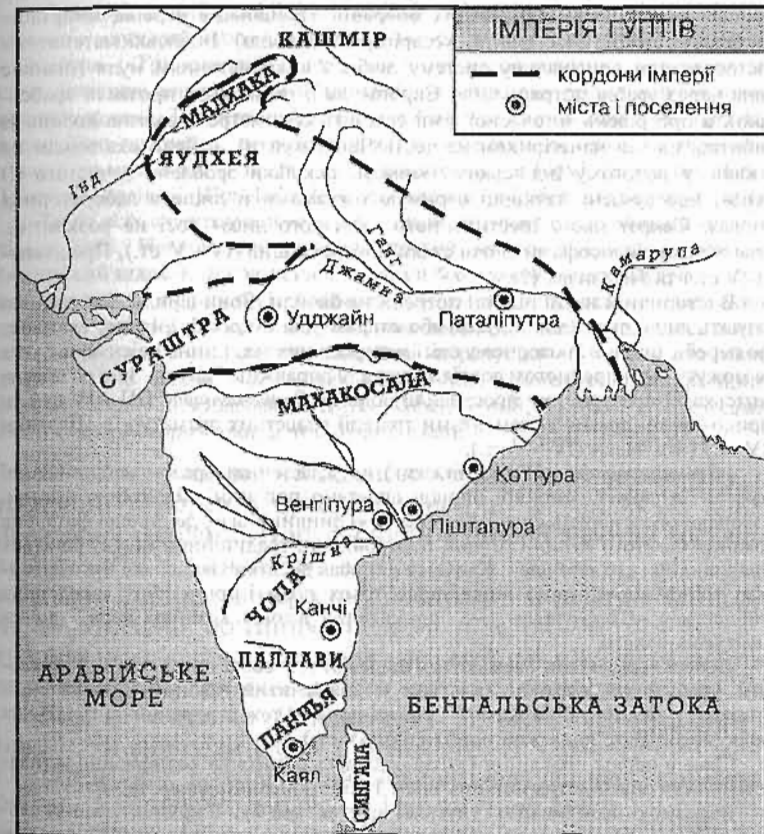 ІМПЕРІЯ ГУПТІВ
кордони імперії
міста і поселення
КАШМІР
МАДХАКА
ЯУДХЕЯ
Інд
Ганг
Джамна
Камарупа
Удджайн
Паталіпутра
СУРАШТРА
МАХАКОСАЛА
Коттура
Венгіпура
Піштапура
Крішна
ЧОЛА
Канчі
ПАЛЛАВИ
АРАВІЙСЬКЕ
МОРЕ
БЕНГАЛЬСЬКА ЗАТОКА
ПАНДЬЯ
Каял